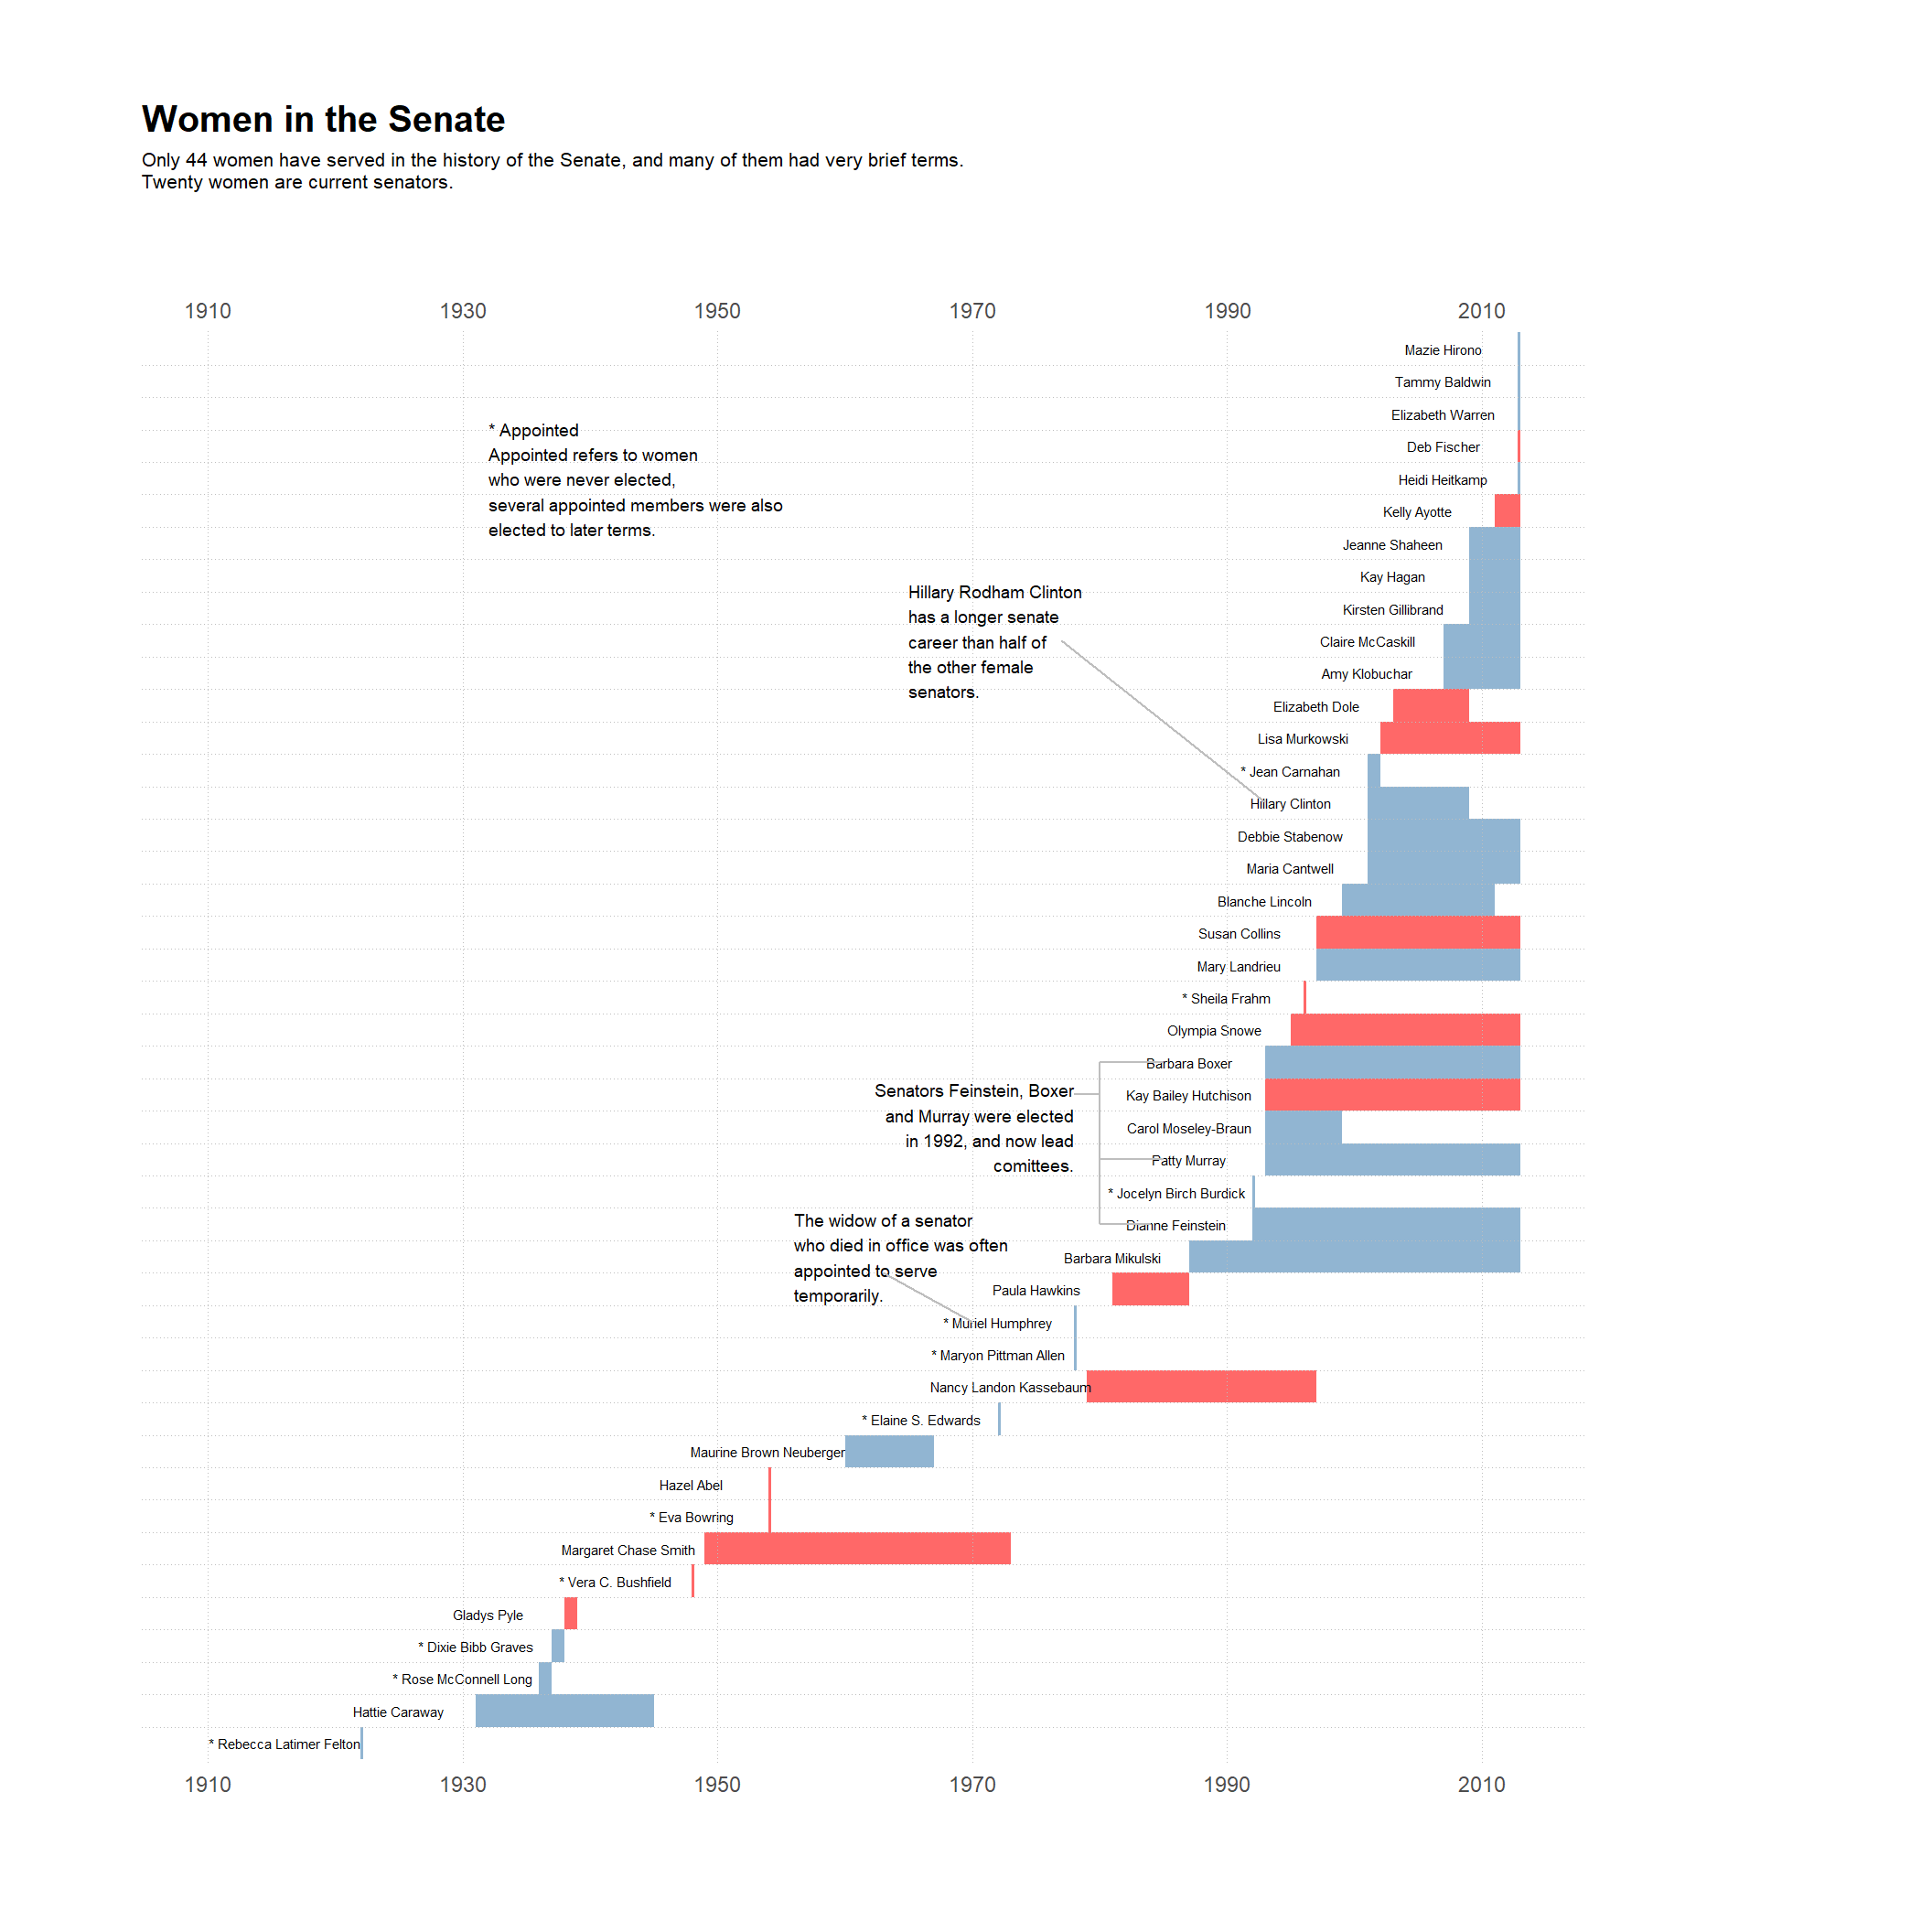 Women in the Senate
Only 44 women have served in the history of the Senate, and many of them had very brief terms.
Twenty women are current senators.
1910 1930 1950 1970 1990 2010
Mazie Hirono
Tammy Baldwin
Elizabeth Warren
* Appointed
Appointed refers to women
who were never elected,
several appointed members were also
elected to later terms.
Deb Fischer
Heidi Heitkamp
Kelly Ayotte
Jeanne Shaheen
Kay Hagan
Hillary Rodham Clinton
has a longer senate
career than half of
the other female
senators.
Kirsten Gillibrand
Claire McCaskill
Amy Klobuchar
Elizabeth Dole
Lisa Murkowski
* Jean Carnahan
Hillary Clinton
Debbie Stabenow
Maria Cantwell
Blanche Lincoln
Susan Collins
Mary Landrieu
* Sheila Frahm
Olympia Snowe
Barbara Boxer
Senators Feinstein, Boxer
and Murray were elected
in 1992, and now lead
comittees.
Kay Bailey Hutchison
Carol Moseley-Braun
Patty Murray
* Jocelyn Birch Burdick
The widow of a senator
who died in office was often
appointed to serve
temporarily.
Dianne Feinstein
Barbara Mikulski
Paula Hawkins
* Muriel Humphrey
* Maryon Pittman Allen
Nancy Landon Kassebaum
* Elaine S. Edwards
Maurine Brown Neuberger
Hazel Abel
* Eva Bowring
Margaret Chase Smith
* Vera C. Bushfield
Gladys Pyle
* Dixie Bibb Graves
* Rose McConnell Long
Hattie Caraway
* Rebecca Latimer Felton
1910 1930 1950 1970 1990 2010